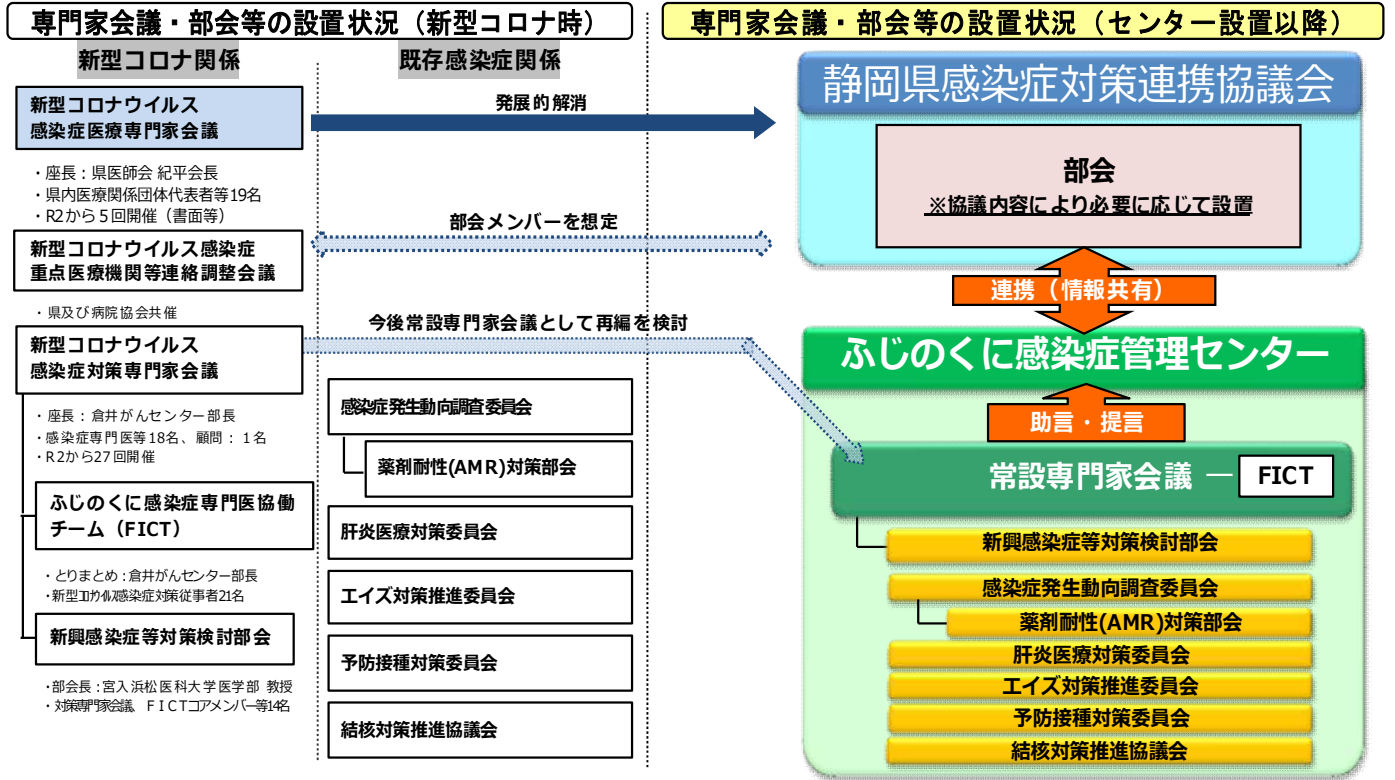 専門家会議・部会等の設置状況（新型コロナ時）
新型コロナ関係
既存感染症関係
新型コロナウイルス
感染症医療専門家会議
・座長：県医師会 紀平会長
・県内医療関係団体代表者等19名
・R2から５回開催（書面等）
新型コロナウイルス感染症
重点医療機関等連絡調整会議
・県及び病院協会共催
新型コロナウイルス
感染症対策専門家会議
・座長：倉井がんセンター部長
・感染症専門医等18名、顧問：１名
・R2から27回開催
ふじのくに感染症専門医協働
チーム（FICT）
・とりまとめ：倉井がんセンター部長
・新型コロナウイルス感染症対策従事者21名
新興感染症等対策検討部会
・部会長：宮入浜松医科大学医学部 教授
・対策専門家会議、ＦＩＣＴコアメンバー等14名
発展的解消
部会メンバーを想定
今後常設専門家会議として再編を検討
感染症発生動向調査委員会
薬剤耐性(AMR)対策部会
肝炎医療対策委員会
エイズ対策推進委員会
予防接種対策委員会
結核対策推進協議会
専門家会議・部会等の設置状況（センター設置以降）
静岡県感染症対策連携協議会
部会
※協議内容により必要に応じて設置
連携（情報共有）
ふじのくに感染症管理センター
助言・提言
常設専門家会議
FICT
新興感染症等対策検討部会
感染症発生動向調査委員会
薬剤耐性(AMR)対策部会
肝炎医療対策委員会
エイズ対策推進委員会
予防接種対策委員会
結核対策推進協議会